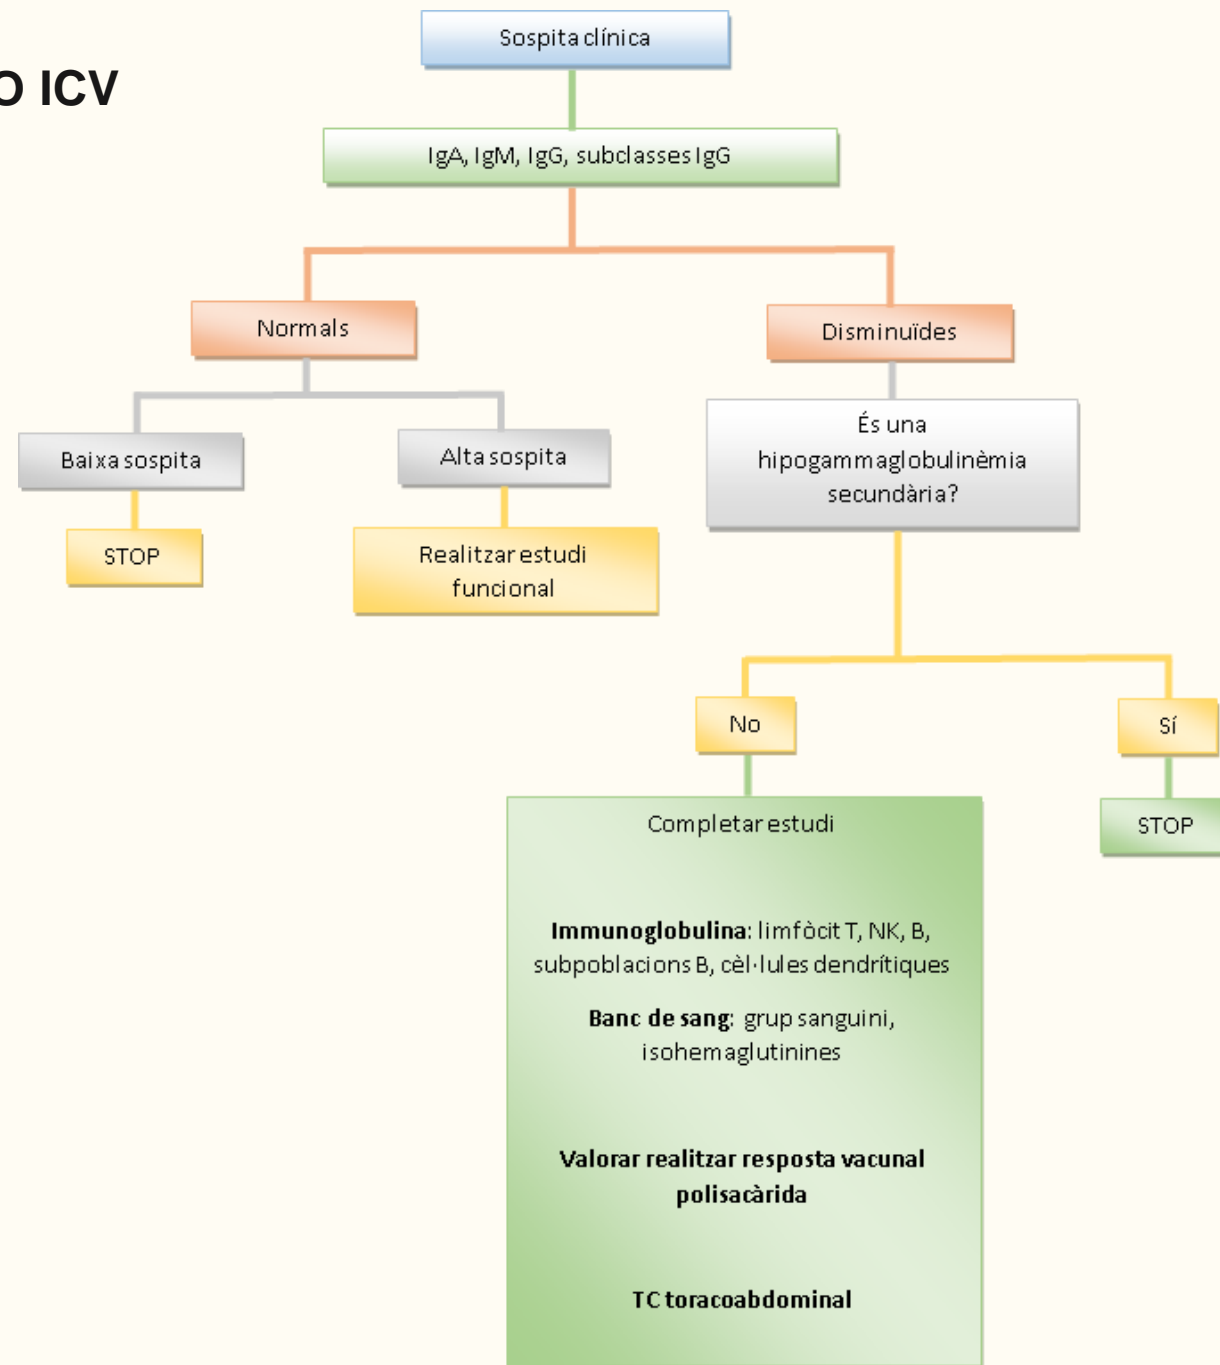 Sospita clínica
O ICV
IgA, IgM, IgG, subclasses IgG
Normals
Disminuïdes
Baixa sospita
Alta sospita
És una
hipogammaglobulinèmia
secundària?
STOP
Realitzar estudi
funcional
No
Sí
Completar estudi
STOP
Immunoglobulina: limfòcit T, NK, B,
subpoblacions B, cèl·lules dendrítiques
Banc de sang: grup sanguini,
isohemaglutinines
Valorar realitzar resposta vacunal
polisacàrida
TC toracoabdominal